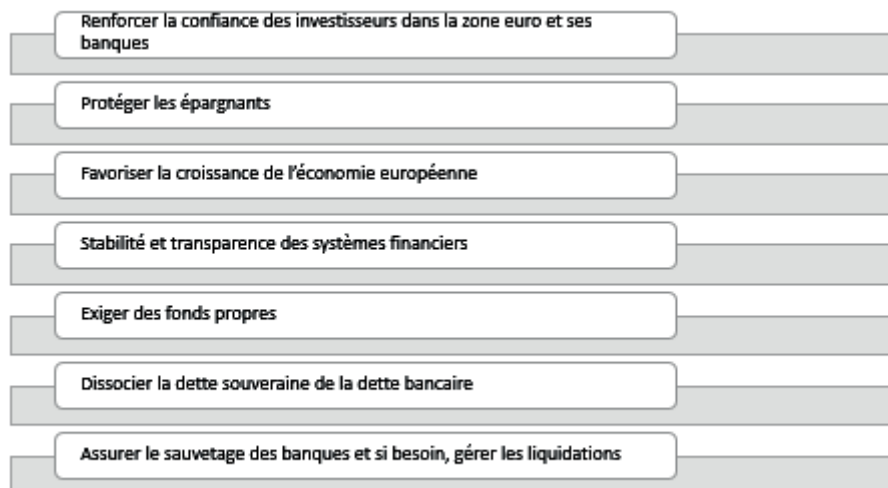 Renforcer la confiance des investisseurs dans la zone euro et ses
banques
Protéger les épargnants
Favoriser la croissance de l'économie européenne
Stabilité et transparence des systèmes financiers
Exiger des fonds propres
Dissocier la dette souveraine de la dette bancaire
Assurer le sauvetage des banques et si besoin, gérer les liquidations